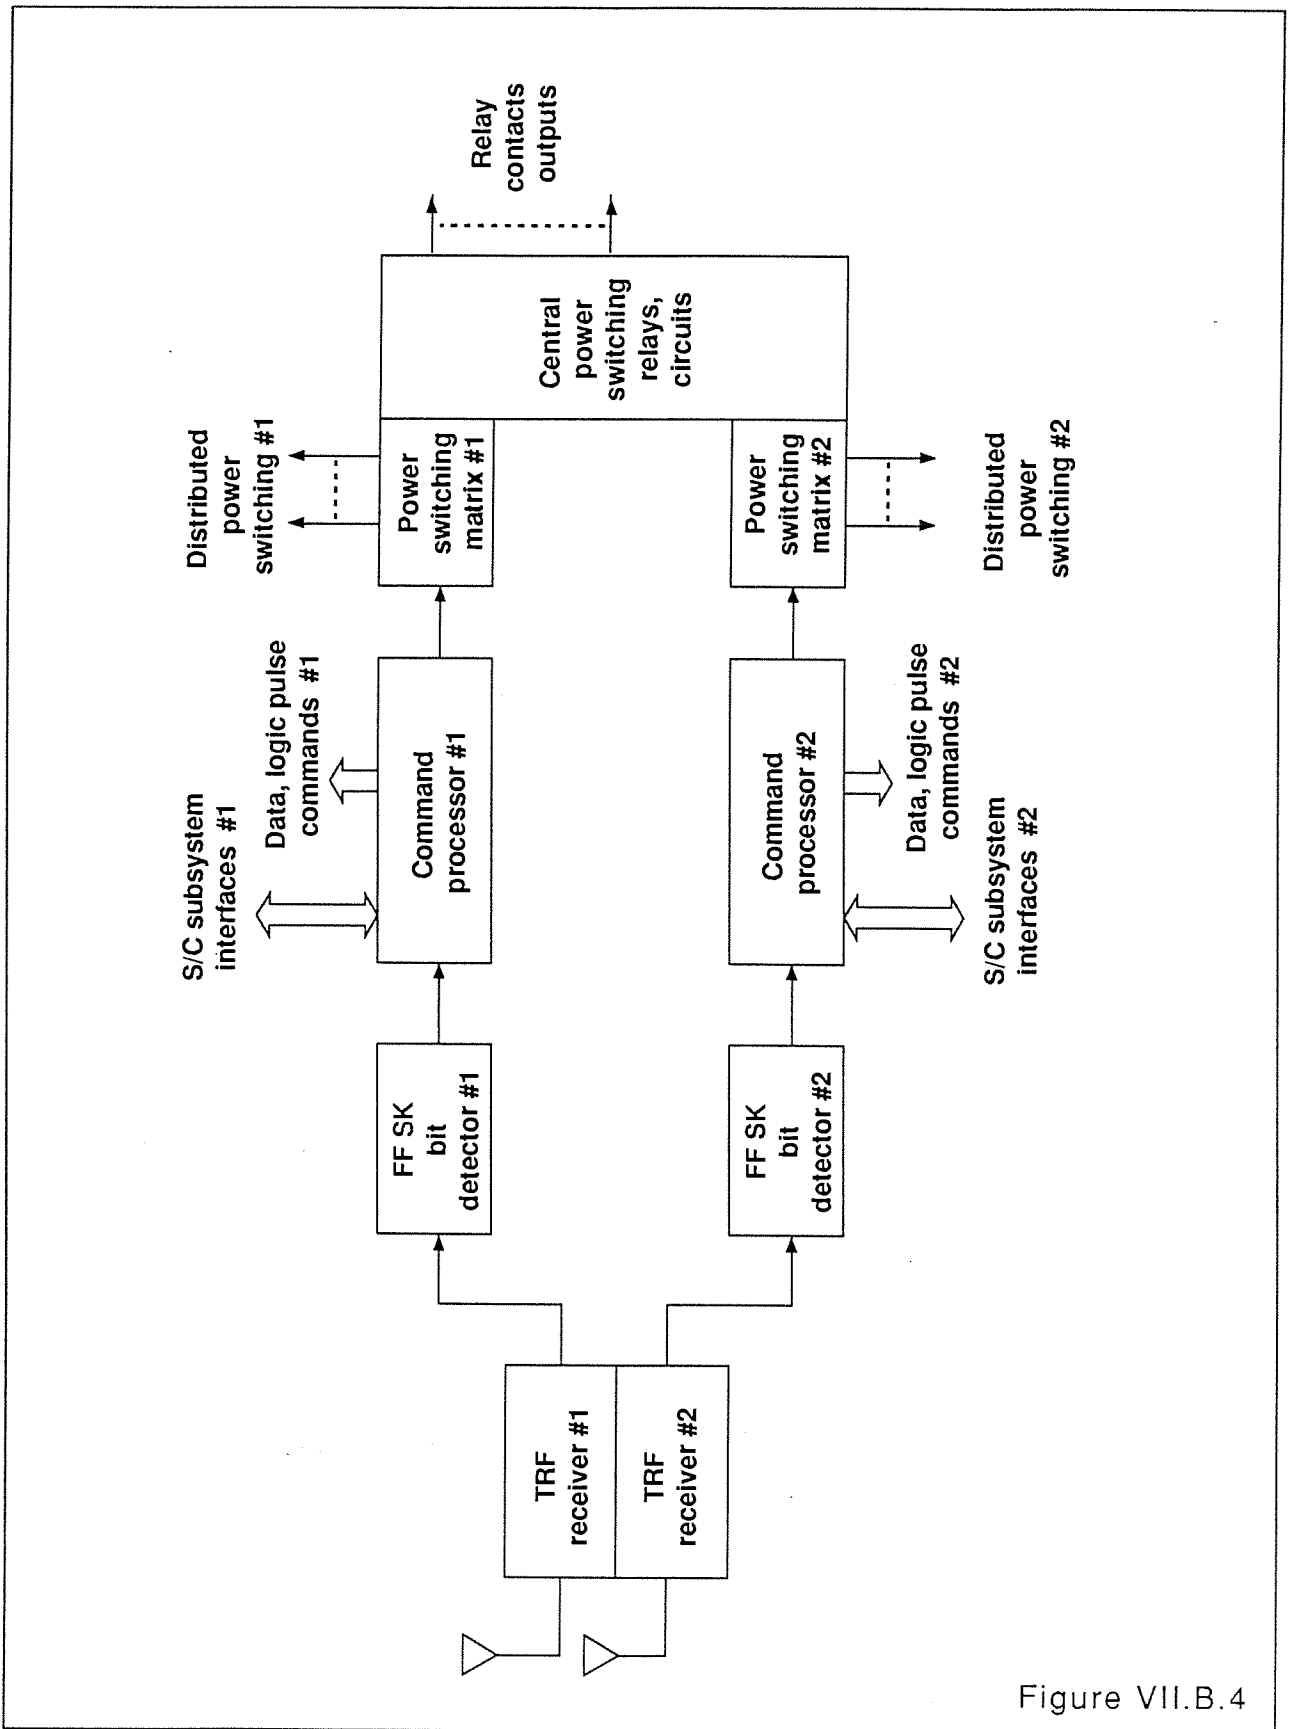 TRF
receiver #1
TRF
receiver #2
FF SK
bit
detector #1
FF SK
bit
detector #2
S/C subsystem
interfaces #1
Data, logic pulse
commands #1
Command
processor #1
Command
processor #2
Data, logic pulse
commands #2
S/C subsystem
interfaces #2
Distributed
power
switching #1
Power
switching
matrix #1
Power
switching
matrix #2
Distributed
power
switching #2
Central
power
switching
relays,
circuits
Relay
contacts
outputs
Figure VII.B.4